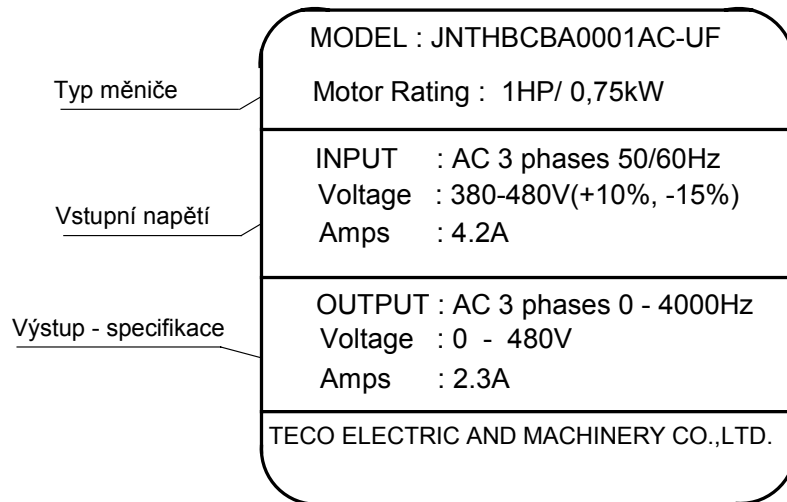 MODEL : JNTHBCBA0001AC-UF
Typ měniče
Motor Rating : 1HP/ 0,75kW
INPUT : AC 3 phases 50/60Hz
Voltage : 380-480V(+10%, -15%)
Vstupní napětí
Amps : 4.2A
OUTPUT : AC 3 phases 0 - 4000Hz
Výstup - specifikace
Voltage : 0 - 480V
Amps : 2.3A
TECO ELECTRIC AND MACHINERY CO.,LTD.